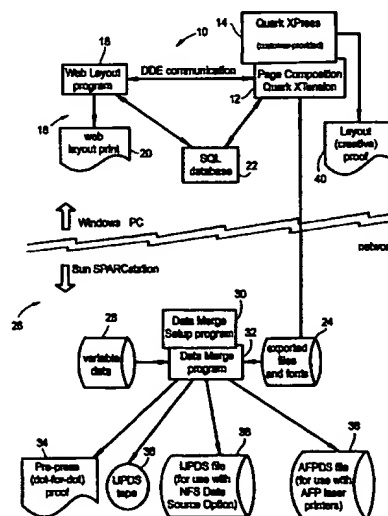 14
10
Quark XPress
(customer-provided)
18
Web Layout
program
DDE communication
Page Composition
Quark XTension
12
16
web
layout print
20
SQL
database
22
Layout
(creative)
proof
40
Windows PC
network
Sun SPARCstation
26
30
Data Merge
Setup program
28
32
24
variable
data
Data Merge
program
exported
files
and fonts
34
Pre-press
(dot-for-dot)
proof
36
IJPDS
tape
38
IJPDS file
(for use with
NFS Data
Source Option)
38
AFPDS file
(for use with
AFP laser
printers)